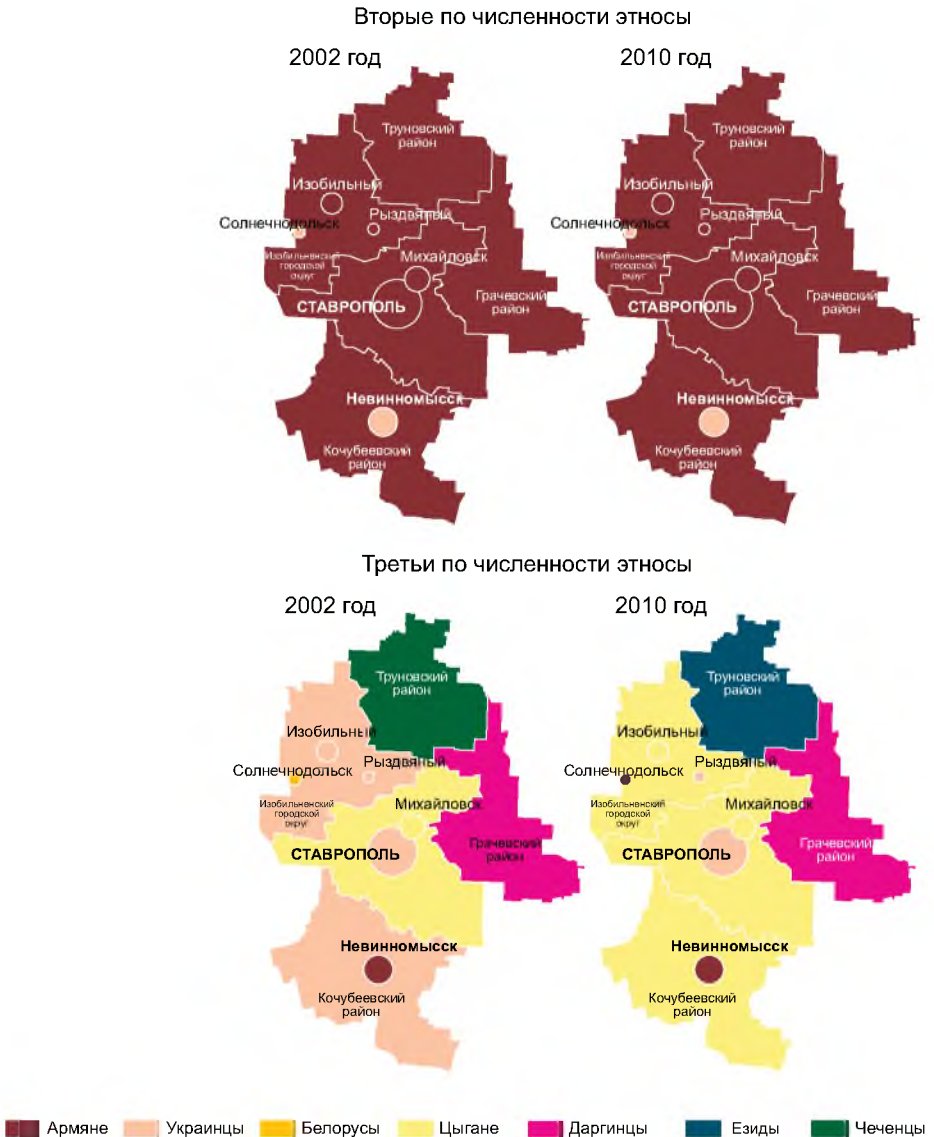 Вторые по численности этносы
2002 год
2010 год
Труновский
район
Изобильный
Рыздвяный
Солнечнодольск
Изобильненский
городской
округ
Михайловск
СТАВРОПОЛЬ
Грачевский
район
Невинномысск
Кочубеевский
район
Труновский
район
Изобильный
Рыздвяный
Солнечнодольск
Изобильненский
городской
округ
Михайловск
СТАВРОПОЛЬ
Грачевский
район
Невинномысск
Кочубеевский
район
Третьи по численности этносы
2002 год
2010 год
Труновский
район
Изобильный
Рыздвяный
Солнечнодольск
Изобильненский
городской
округ
Михайловск
СТАВРОПОЛЬ
Грачевский
район
Невинномысск
Кочубеевский
район
Труновский
район
Изобильный
Рыздвяный
Солнечнодольск
Изобильненский
городской
округ
Михайловск
СТАВРОПОЛЬ
Грачевский
район
Невинномысск
Кочубеевский
район
Армяне
Украинцы
Белорусы
Цыгане
Даргинцы
Езиды
Чеченцы